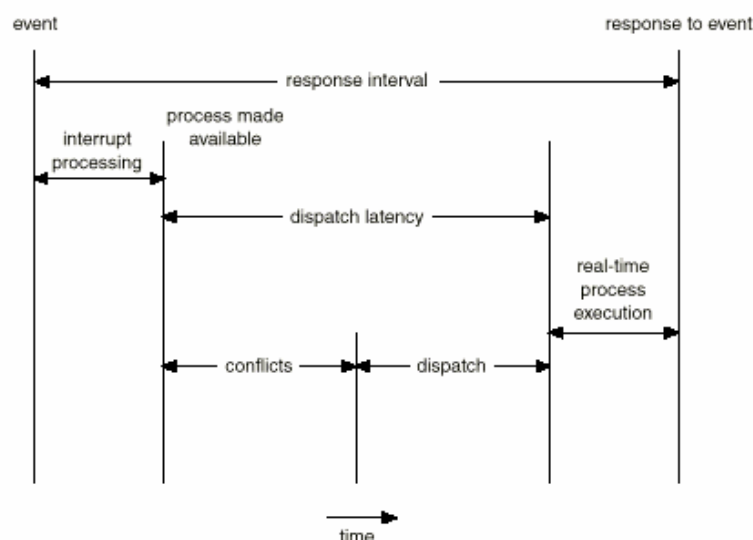 event
response to event
response interval
process made
available
interrupt
processing
dispatch latency
real-time
process
execution
conflicts
dispatch
time